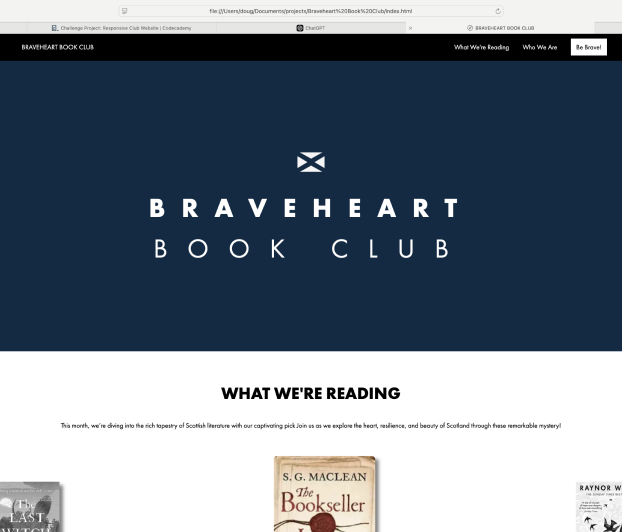 file:///Users/doug/Documents/projects/Braveheart%20Book%20Club/index.html
Challenge Project: Responsive Club Website | Codecademy
ChatGPT
BRAVEHEART BOOK CLUB
BRAVEHEART BOOK CLUB
What We're Reading
Who We Are
Be Brave!
BRAVEHEART
BOOK CLUB
WHAT WE'RE READING
This month, we're diving into the rich tapestry of Scottish literature with our captivating pick Join us as we explore the heart, resilience, and beauty of Scotland through these remarkable mystery!
The
LAST
WITCH
S. G. MACLEAN
The
Bookseller
RAYNOR W